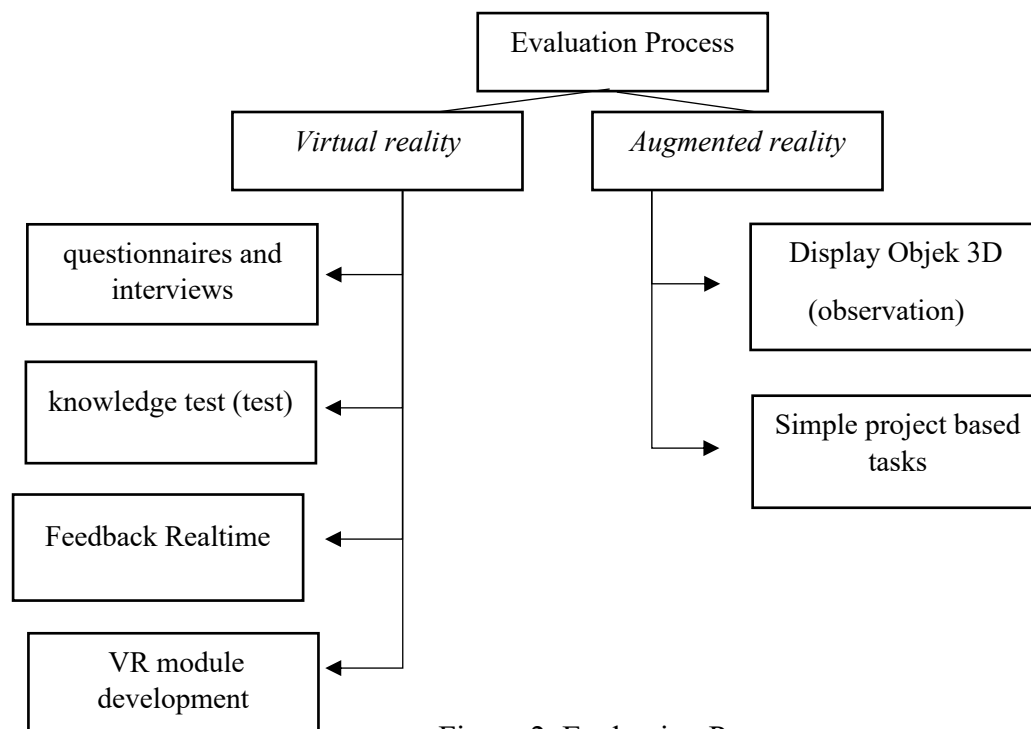 Evaluation Process
Virtual reality
Augmented reality
questionnaires and
interviews
knowledge test (test)
Feedback Realtime
VR module
development
Display Objek 3D
(observation)
Simple project based
tasks